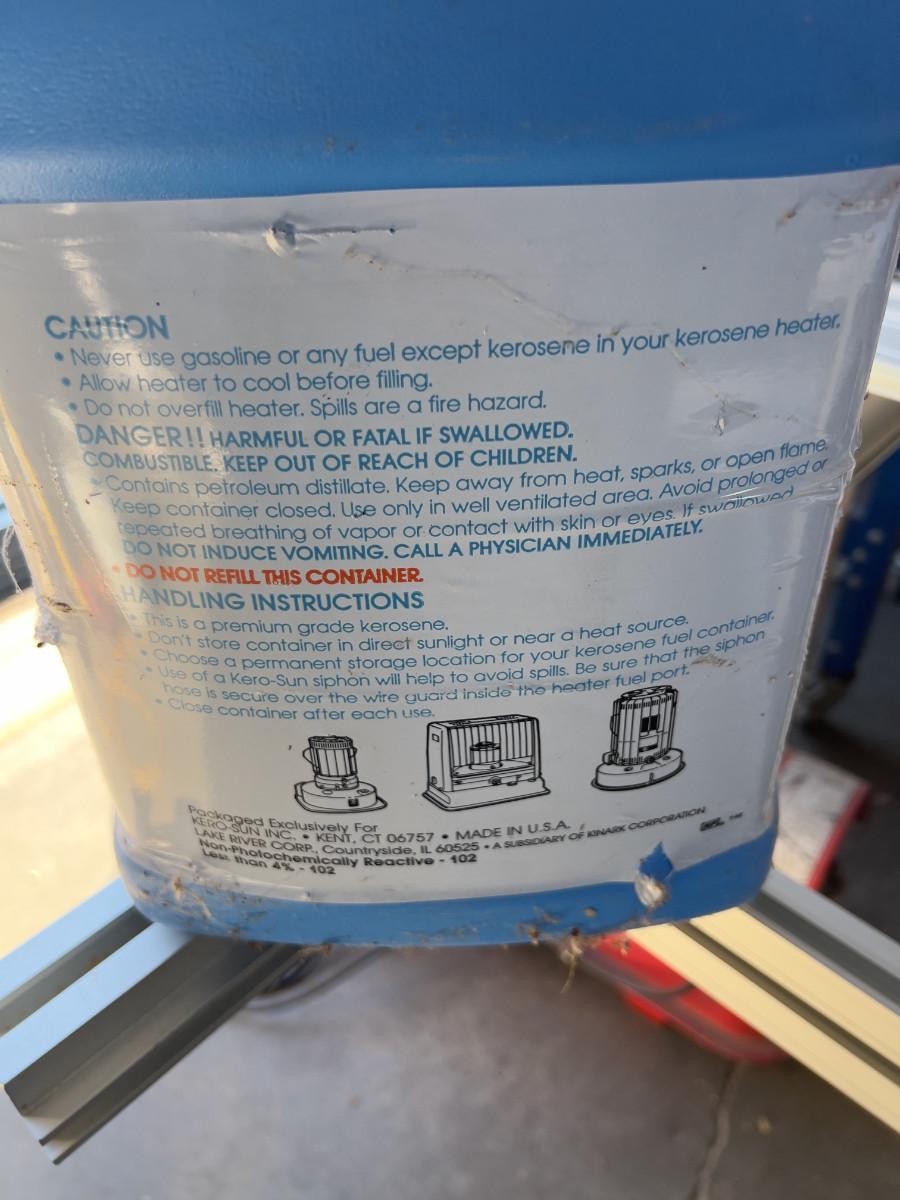 CAUTION
• Never use gasoline or any fuel except kerosene in your kerosene heater.
• Allow heater to cool before filling.
• Do not overfill heater. Spills are a fire hazard.
DANGER!! HARMFUL OR FATAL IF SWALLOWED.
COMBUSTIBLE. KEEP OUT OF REACH OF CHILDREN.
• Contains petroleum distillate. Keep away from heat, sparks, or open flame.
Keep container closed. Use only in well ventilated area. Avoid prolonged or
repeated breathing of vapor or contact with skin or eyes. If swallowed
DO NOT INDUCE VOMITING. CALL A PHYSICIAN IMMEDIATELY.
• DO NOT REFILL THIS CONTAINER.
HANDLING INSTRUCTIONS
• This is a premium grade kerosene.
• Don't store container in direct sunlight or near a heat source.
• Choose a permanent storage location for your kerosene fuel container.
• Use of a Kero-Sun siphon will help to avoid spills. Be sure that the siphon
hose is secure over the wire guard inside the heater fuel port.
• Close container after each use.
Packaged Exclusively For
KERO-SUN INC. • KENT, CT 06757 • MADE IN U.S.A.
LAKE RIVER CORP., Countryside, IL 60525 • A SUBSIDIARY OF KINARK CORPORATION
Non-Photochemically Reactive - 102
Less than 4% - 102